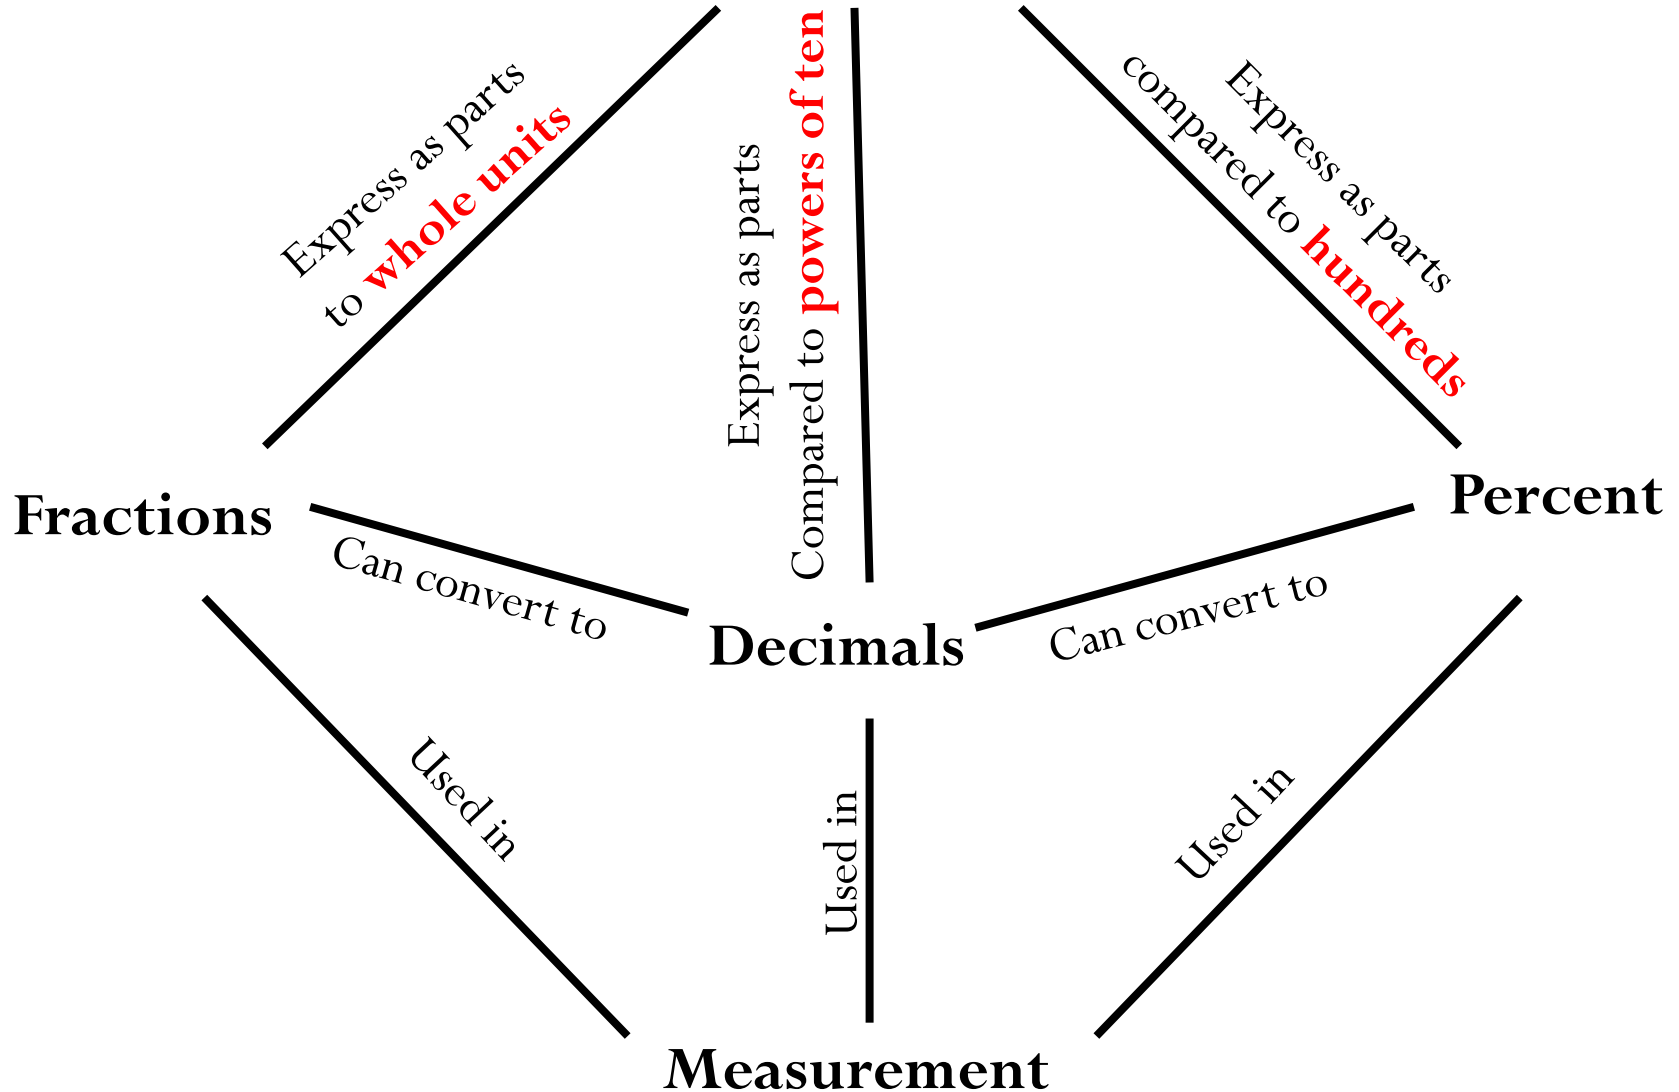 Express as parts
to whole units
Express as parts
Compared to powers of ten
Express as parts
compared to hundreds
Fractions
Percent
Can convert to
Decimals
Can convert to
Used in
Used in
Used in
Measurement